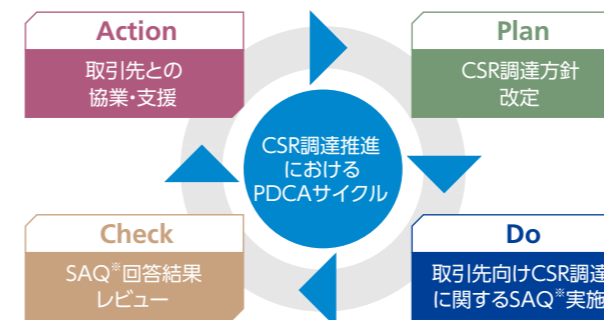 Action
取引先との
協業・支援
Plan
CSR調達方針
改定
CSR調達推進
における
PDCAサイクル
Check
SAQ※回答結果
レビュー
Do
取引先向けCSR調達
に関するSAQ※実施